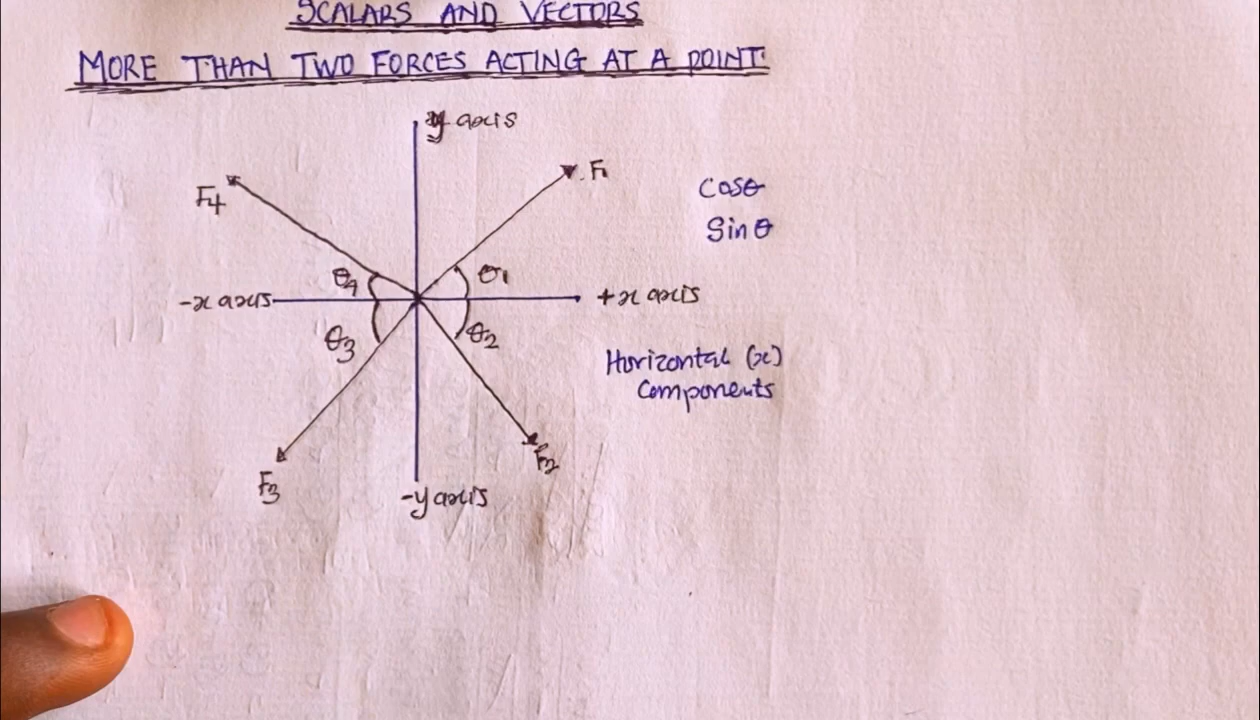 SCALARS AND VECTORS
MORE THAN TWO FORCES ACTING AT A POINT.
y axis
F1
F4
Cosθ
Sinθ
θ4
θ1
-x axis
+x axis
θ3
θ2
Horizontal (x)
Components
F2
F3
-y axis